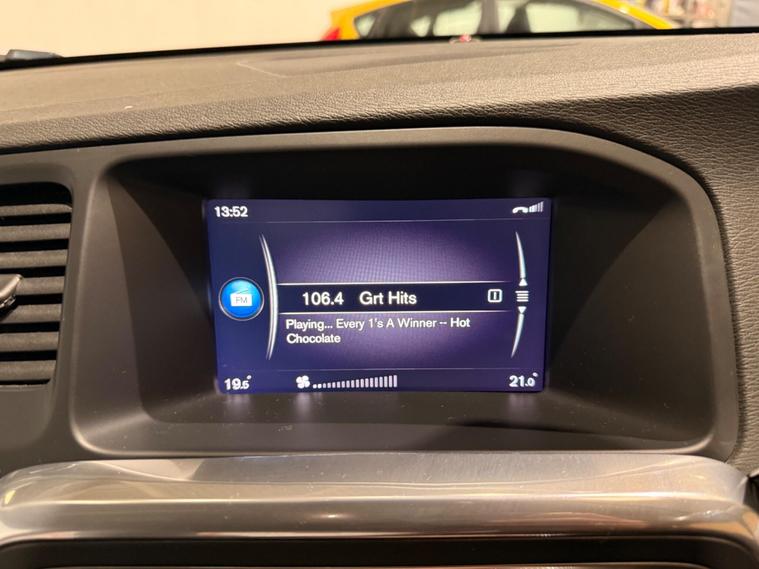 13:52
FM
106.4 Grt Hits
Playing... Every 1's A Winner -- Hot
Chocolate
19.5° 21.0°